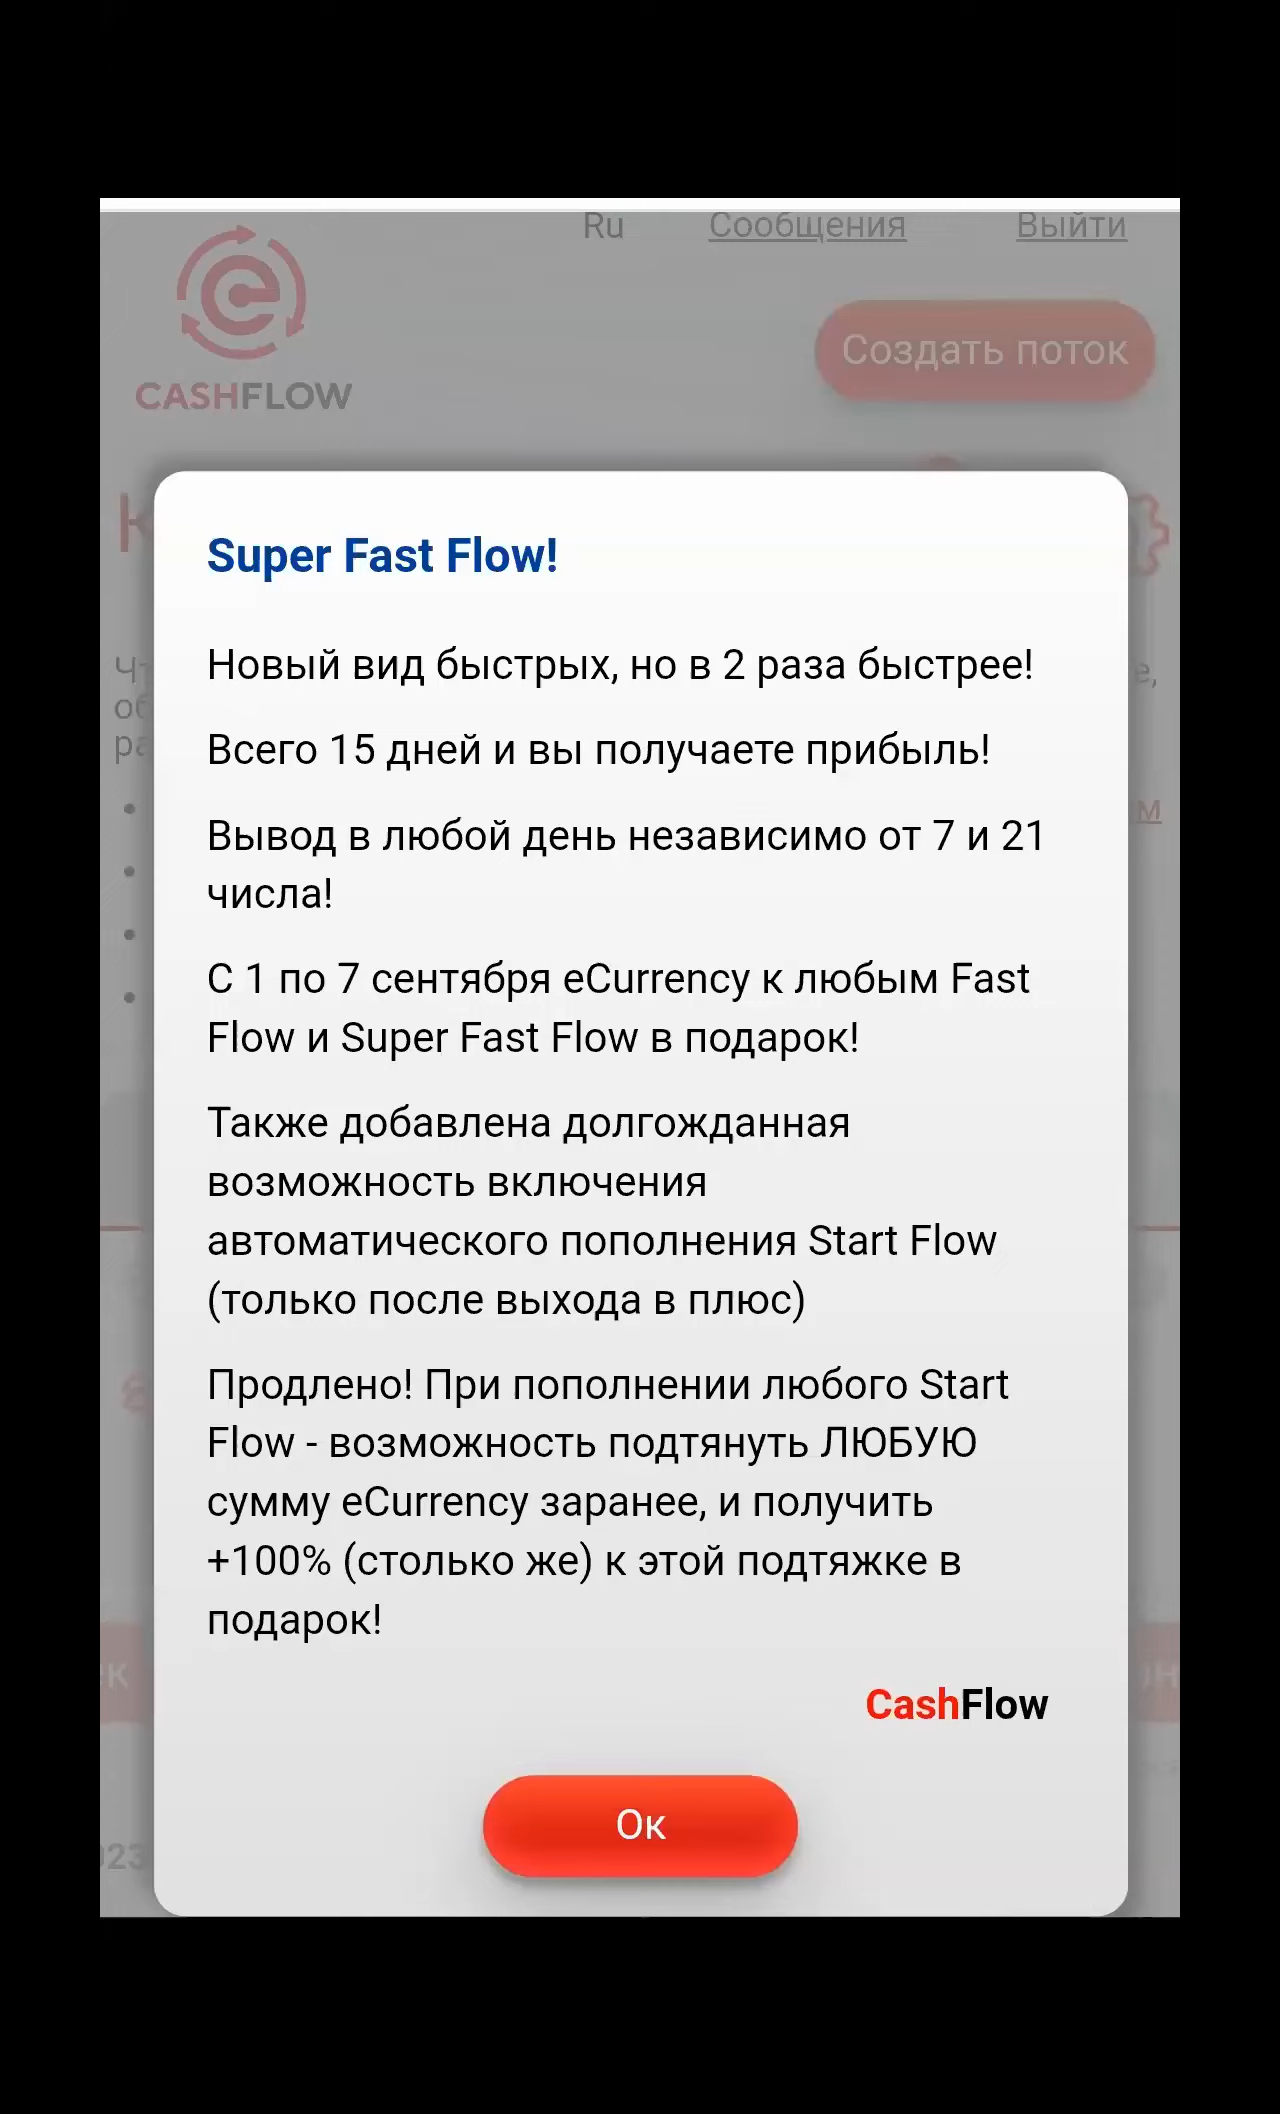 Ru Сообщения Выйти
CASHFLOW
Создать поток
Super Fast Flow!
Новый вид быстрых, но в 2 раза быстрее!
Всего 15 дней и вы получаете прибыль!
Вывод в любой день независимо от 7 и 21
числа!
С 1 по 7 сентября eCurrency к любым Fast
Flow и Super Fast Flow в подарок!
Также добавлена долгожданная
возможность включения
автоматического пополнения Start Flow
(только после выхода в плюс)
Продлено! При пополнении любого Start
Flow - возможность подтянуть ЛЮБУЮ
сумму eCurrency заранее, и получить
+100% (столько же) к этой подтяжке в
подарок!
CashFlow
Ок